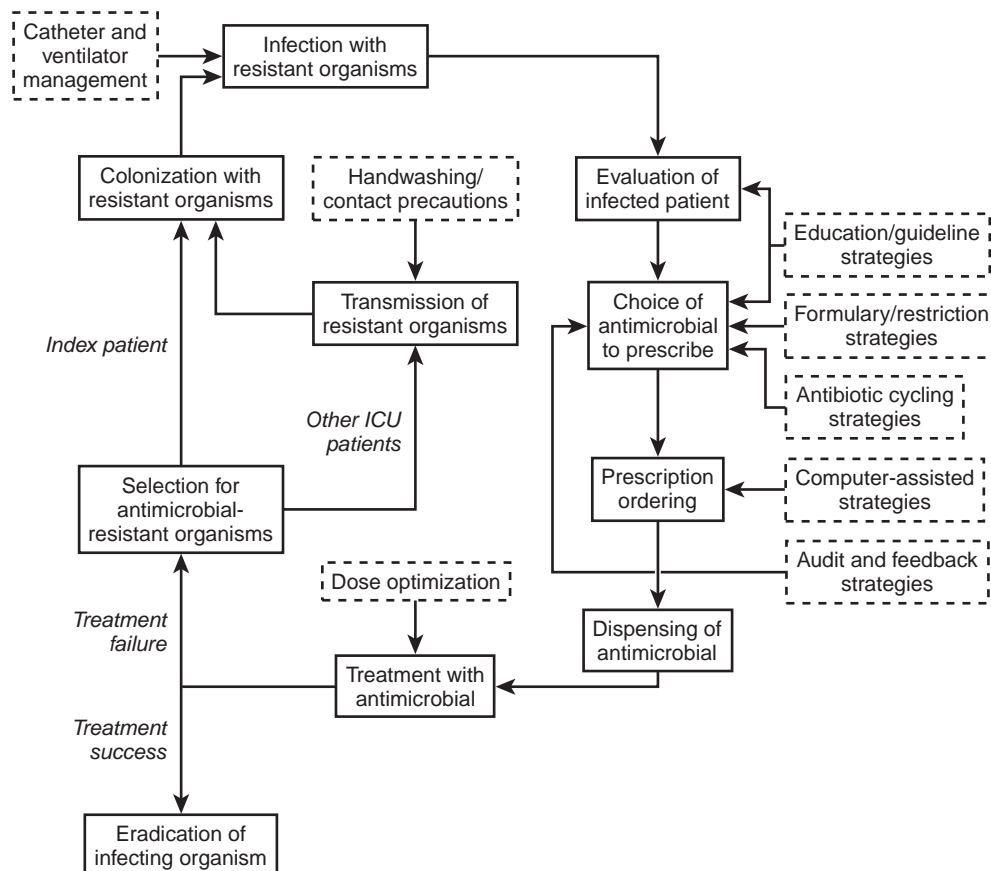 Catheter and
ventilator
management
Infection with
resistant organisms
Colonization with
resistant organisms
Handwashing/
contact precautions
Evaluation of
infected patient
Education/guideline
strategies
Transmission of
resistant organisms
Choice of
antimicrobial
to prescribe
Formulary/restriction
strategies
Index patient
Other ICU
patients
Antibiotic cycling
strategies
Selection for
antimicrobial-
resistant organisms
Prescription
ordering
Computer-assisted
strategies
Audit and feedback
strategies
Dose optimization
Treatment
failure
Dispensing of
antimicrobial
Treatment with
antimicrobial
Treatment
success
Eradication of
infecting organism